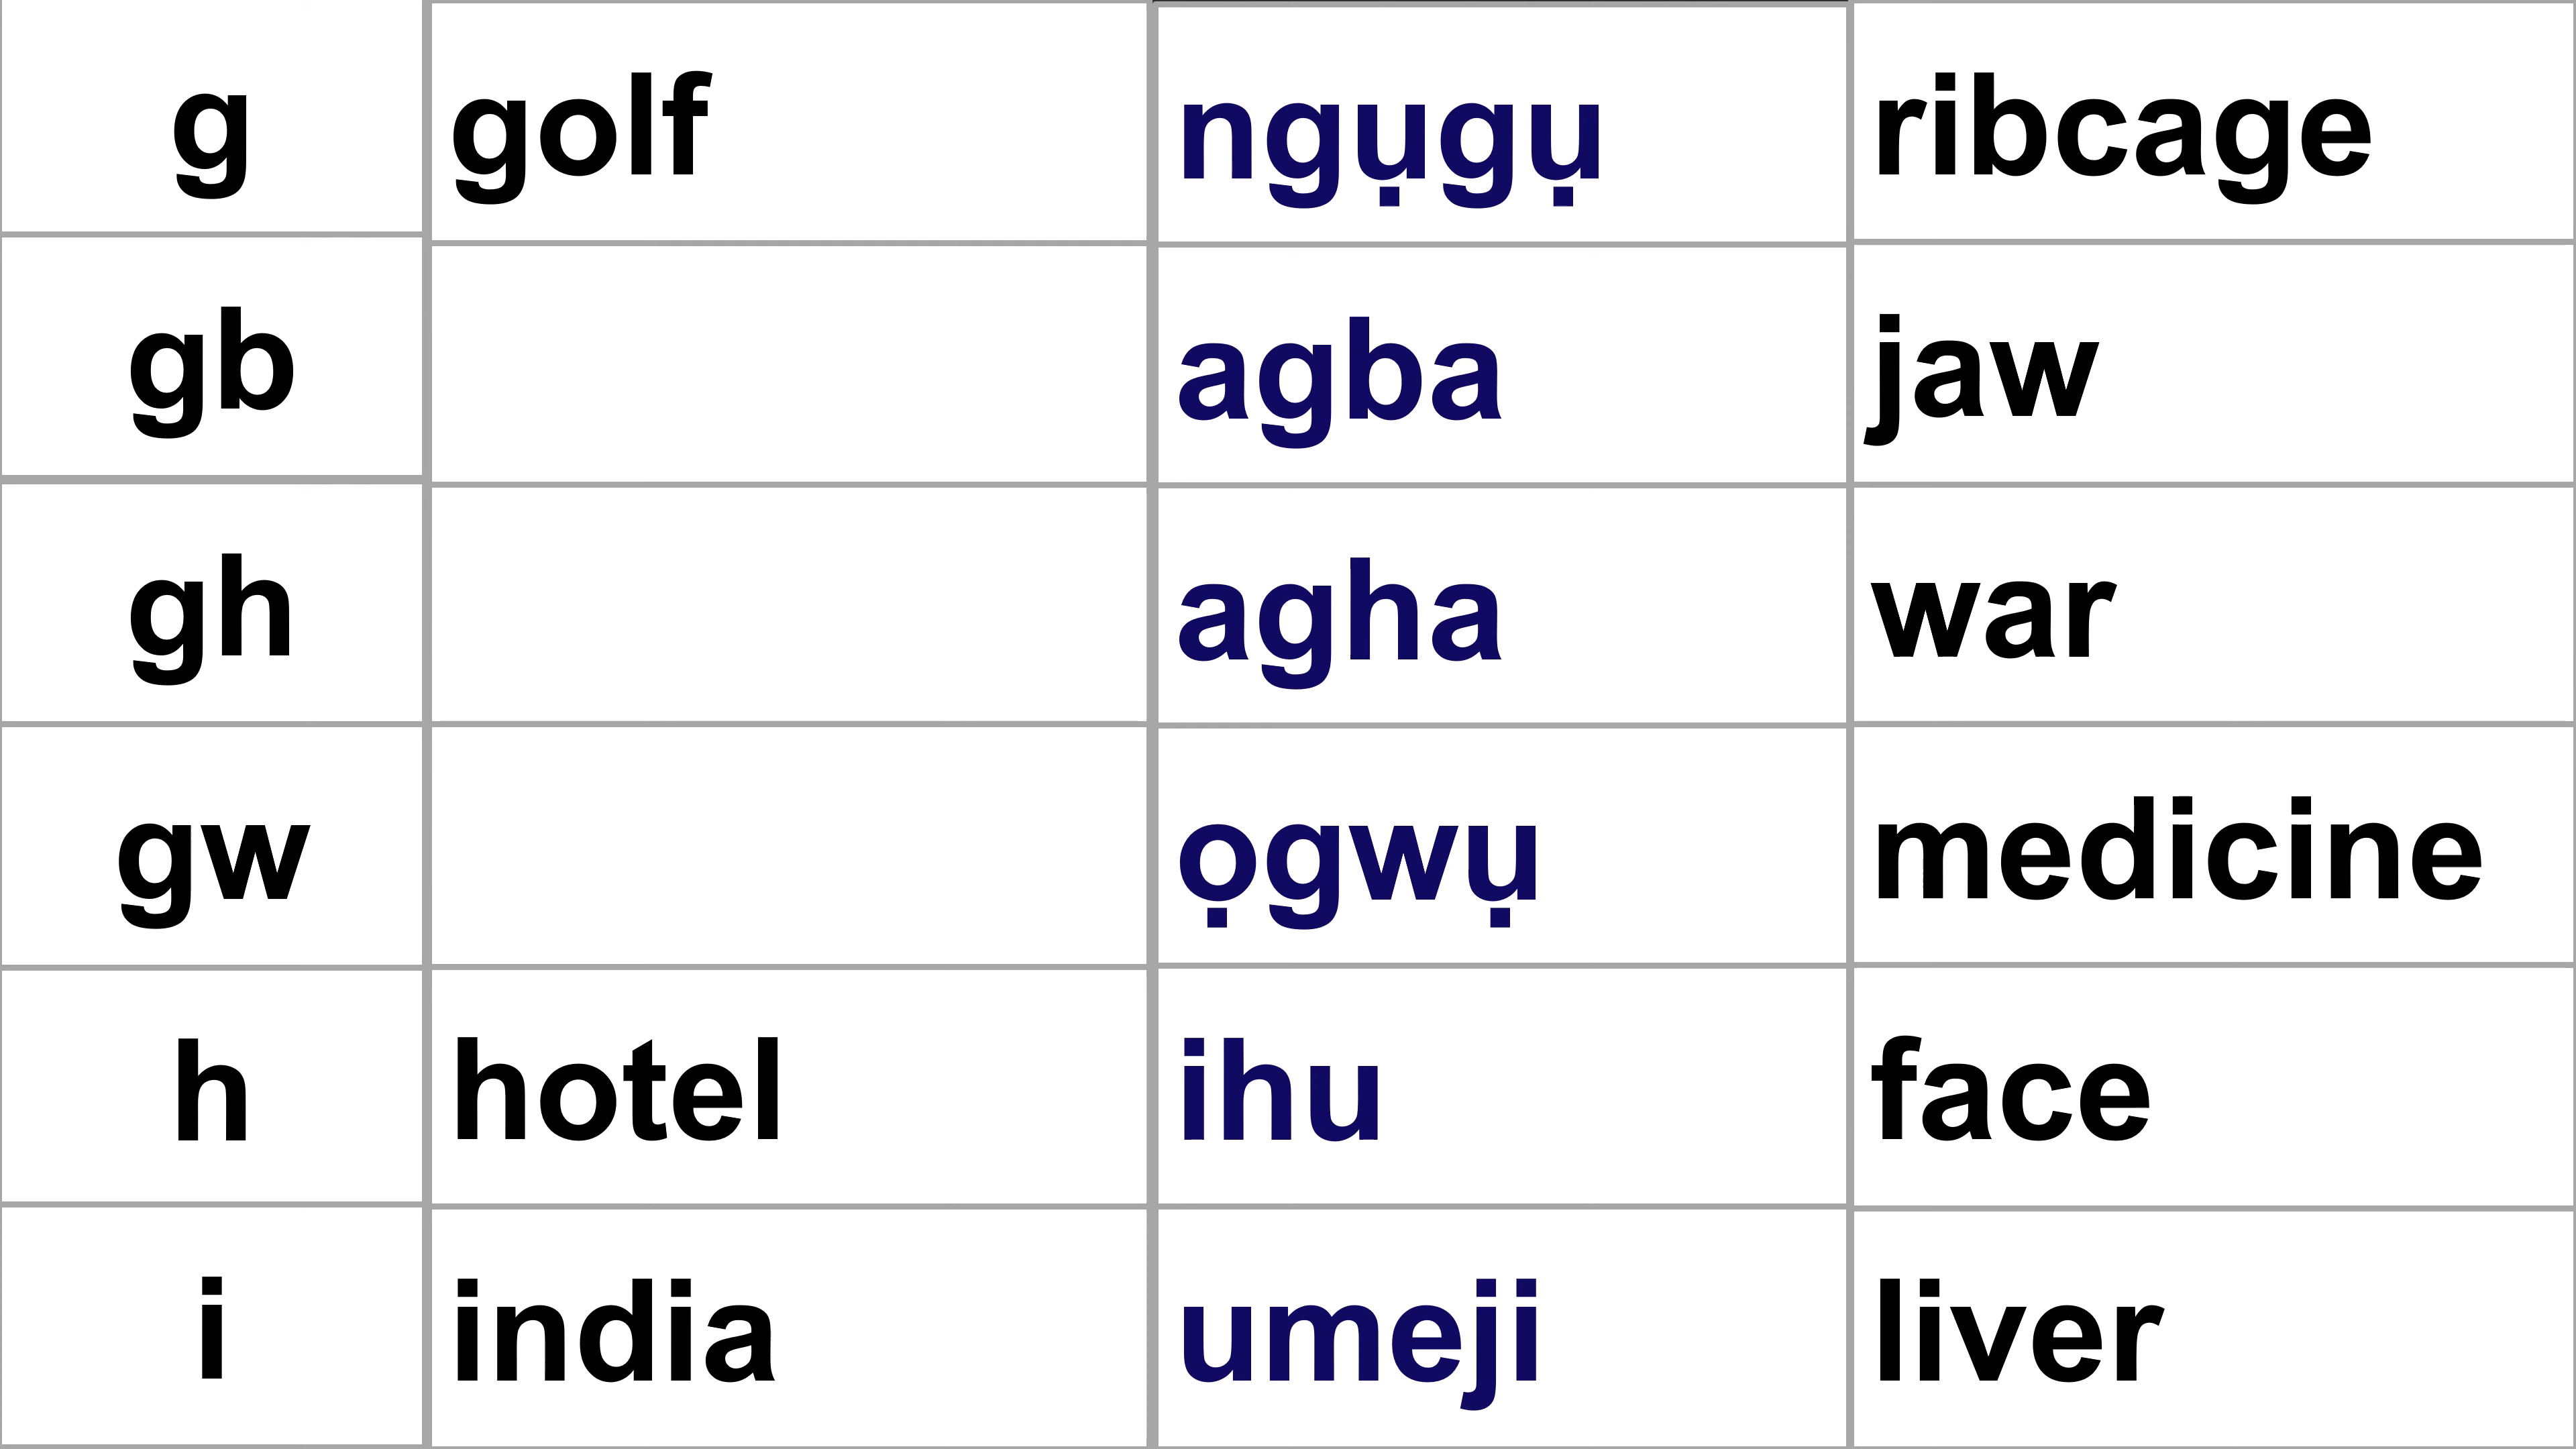 g golf ngụgụ ribcage
gb agba jaw
gh agha war
gw ọgwụ medicine
h hotel ihu face
i india umeji liver